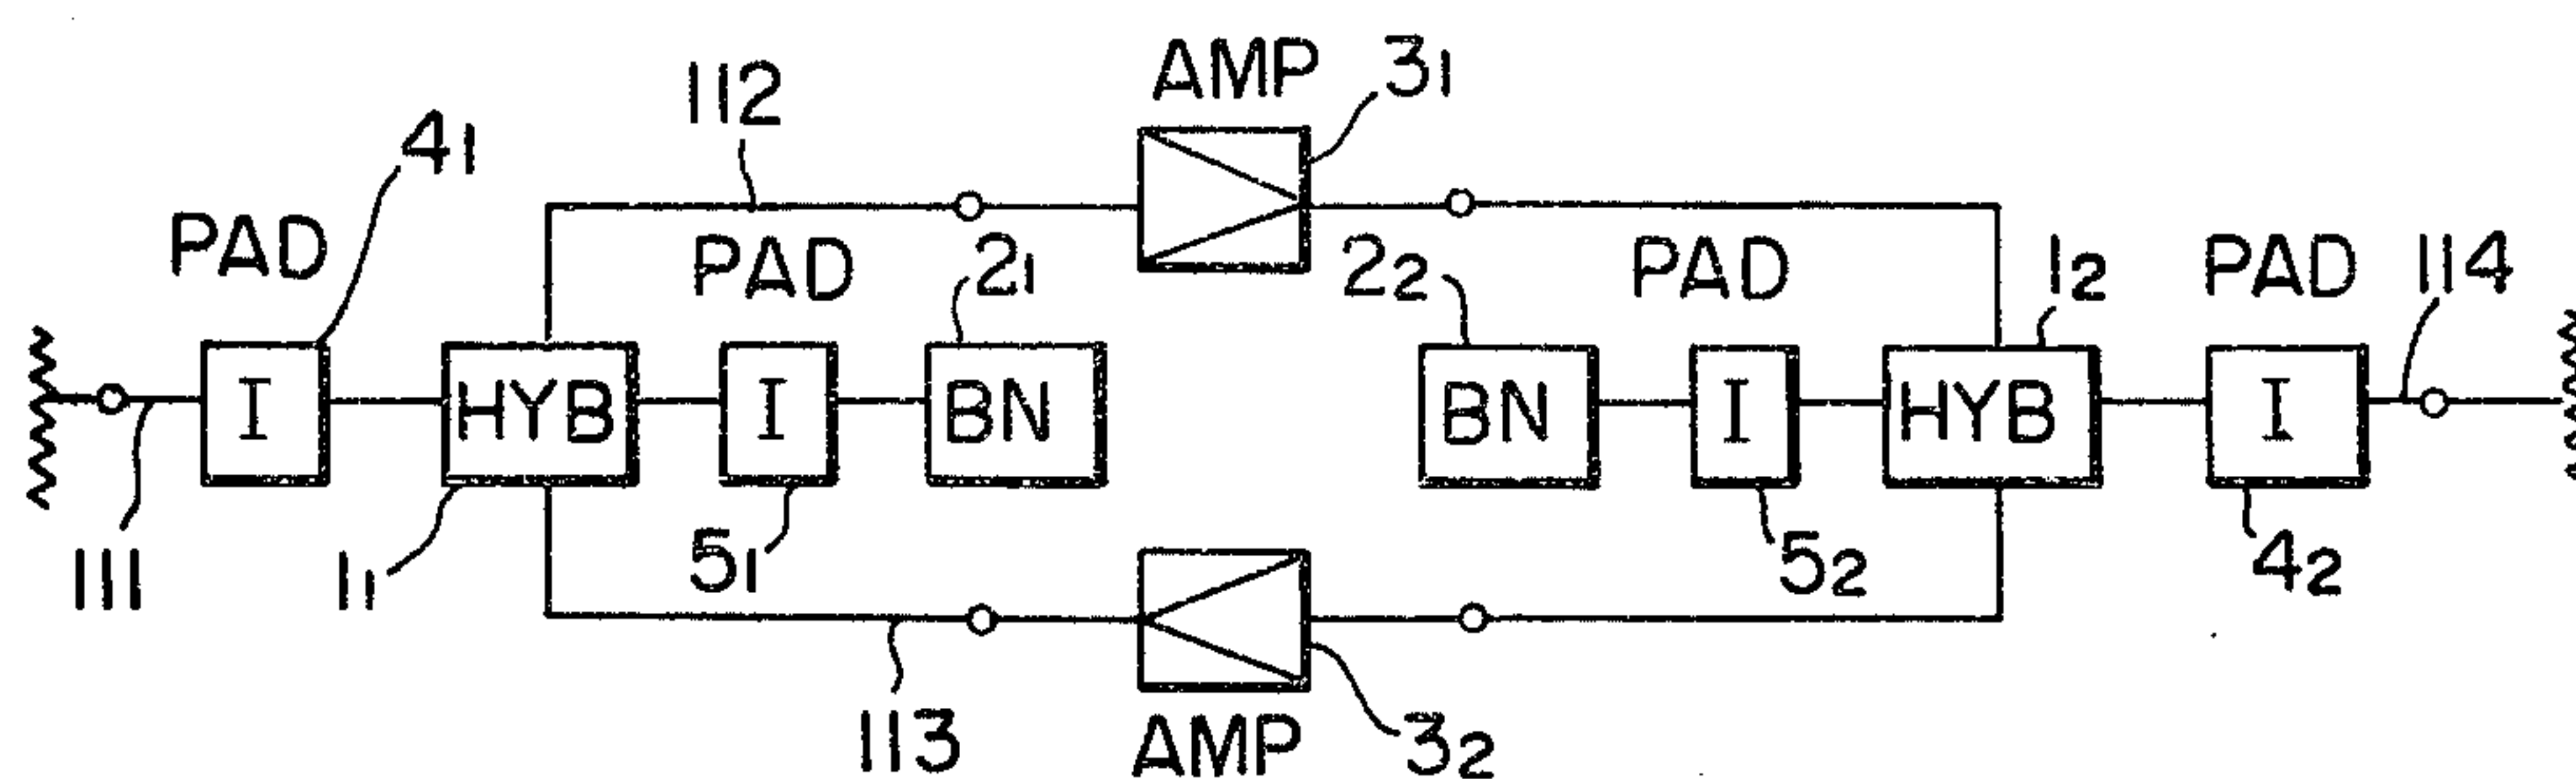 AMP 3₁
112
4₁
PAD PAD 2₁ 2₂ PAD 1₂ PAD 114
I HYB I BN BN I HYB I
111 1₁ 5₁ 5₂ 4₂
113 AMP 3₂